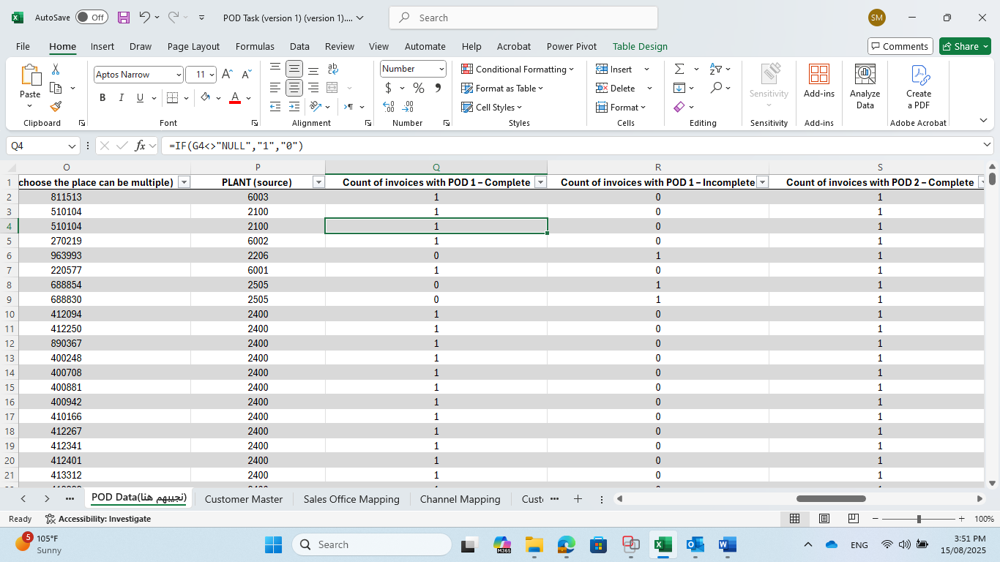 AutoSave Off POD Task (version 1) (version 1).... Search SM
File Home Insert Draw Page Layout Formulas Data Review View Automate Help Acrobat Power Pivot Table Design Comments Share
Paste Aptos Narrow 11 Number Conditional Formatting Insert Sensitivity Add-ins Analyze Data Create a PDF
Format as Table Delete
Cell Styles Format
Clipboard Font Alignment Number Styles Cells Editing Sensitivity Add-ins Adobe Acrobat
Q4 fx =IF(G4<>"NULL","1","0")
O P Q R S
1 choose the place can be multiple) PLANT (source) Count of invoices with POD 1 – Complete Count of invoices with POD 1 – Incomplete Count of invoices with POD 2 – Complete
2 811513 6003 1 0 1
3 510104 2100 1 0 1
4 510104 2100 1 0 1
5 270219 6002 1 0 1
6 963993 2206 0 1 1
7 220577 6001 1 0 1
8 688854 2505 0 1 1
9 688830 2505 0 1 1
10 412094 2400 1 0 1
11 412250 2400 1 0 1
12 890367 2400 1 0 1
13 400248 2400 1 0 1
14 400708 2400 1 0 1
15 400881 2400 1 0 1
16 400942 2400 1 0 1
17 410166 2400 1 0 1
18 412267 2400 1 0 1
19 412341 2400 1 0 1
20 412401 2400 1 0 1
21 413312 2400 1 0 1
POD Data(نجيبهم هنا) Customer Master Sales Office Mapping Channel Mapping Cust
Ready Accessibility: Investigate 100%
5 105°F Search M365 ENG 3:51 PM
Sunny 15/08/2025